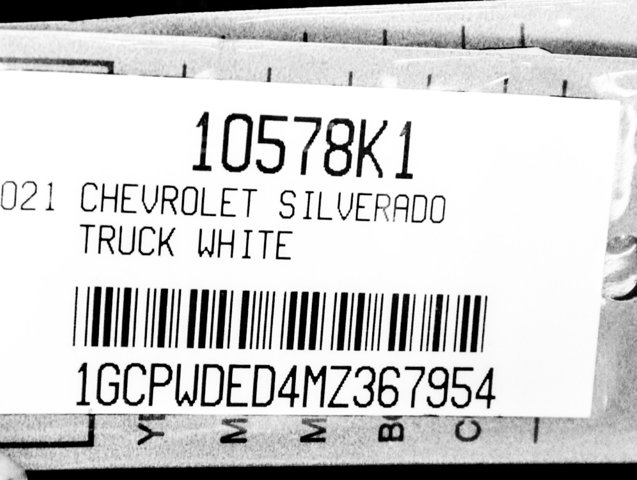 10578K1
021 CHEVROLET SILVERADO
TRUCK WHITE
1GCPWDED4MZ367954